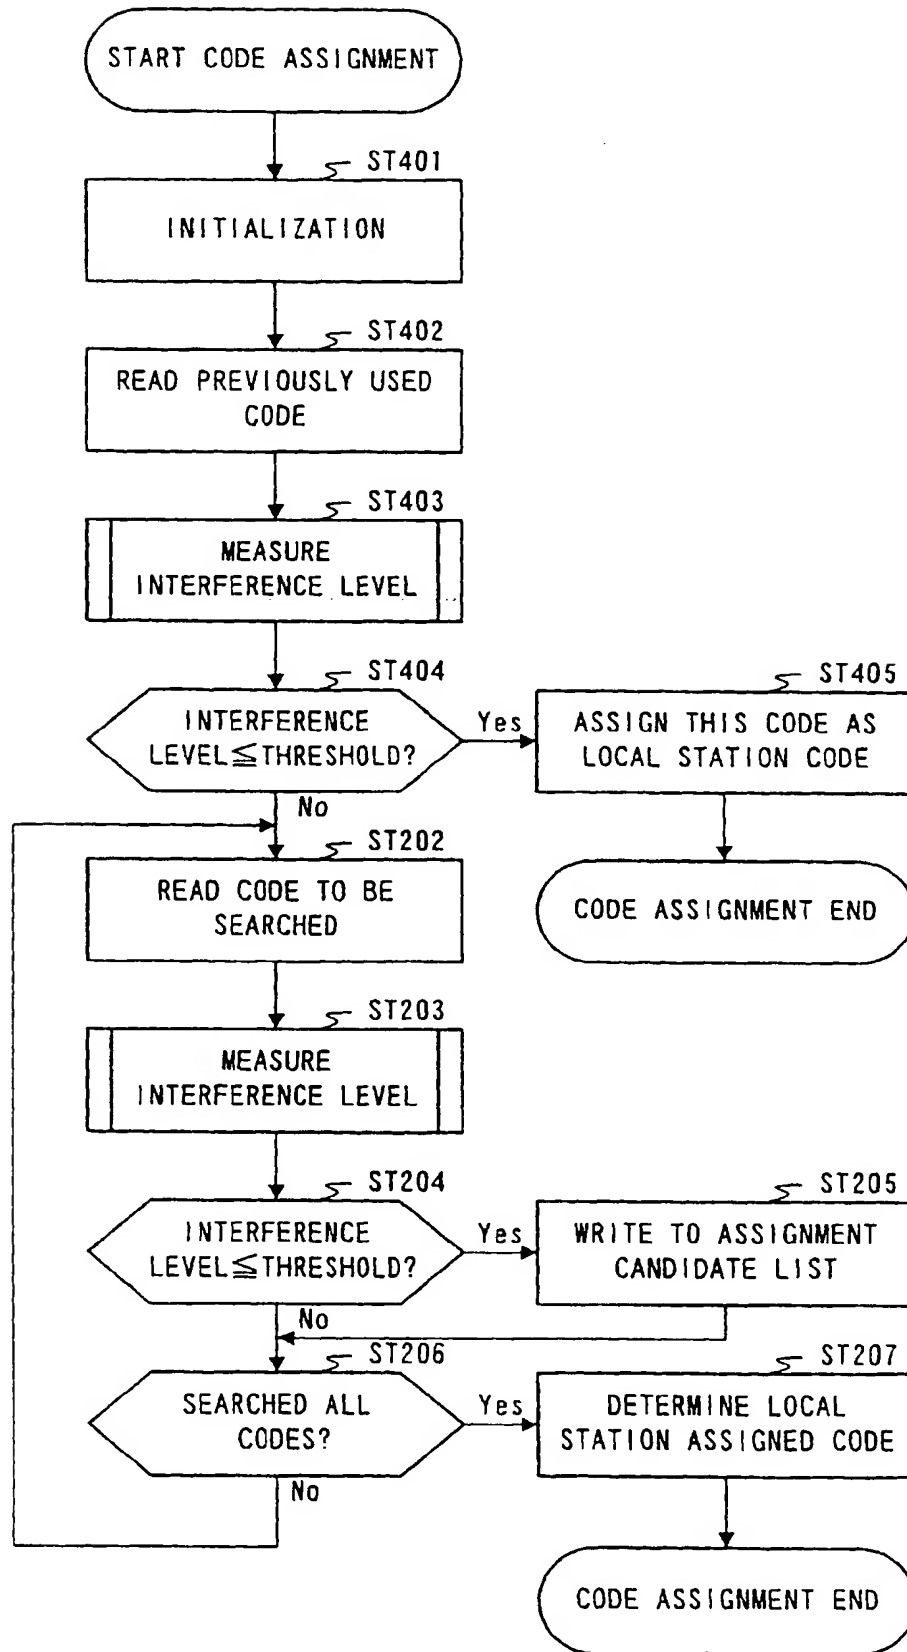 START CODE ASSIGNMENT
ST401
INITIALIZATION
ST402
READ PREVIOUSLY USED
CODE
ST403
MEASURE
INTERFERENCE LEVEL
ST404
INTERFERENCE
LEVEL≦THRESHOLD?
Yes
No
ST405
ASSIGN THIS CODE AS
LOCAL STATION CODE
CODE ASSIGNMENT END
ST202
READ CODE TO BE
SEARCHED
ST203
MEASURE
INTERFERENCE LEVEL
ST204
INTERFERENCE
LEVEL≦THRESHOLD?
Yes
No
ST205
WRITE TO ASSIGNMENT
CANDIDATE LIST
ST206
SEARCHED ALL
CODES?
Yes
No
ST207
DETERMINE LOCAL
STATION ASSIGNED CODE
CODE ASSIGNMENT END